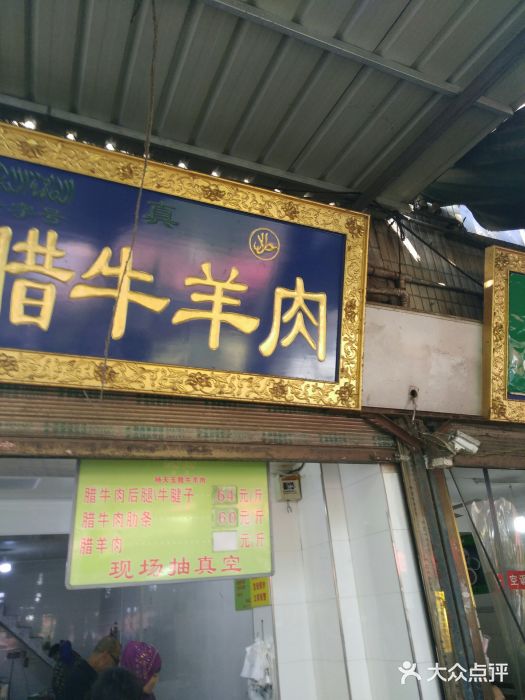 真
حلال
腊牛羊肉
腊牛肉后腿\牛腱子 64元/斤
腊牛肉肋条 60元/斤
腊羊肉 元/斤
现场抽真空
大众点评